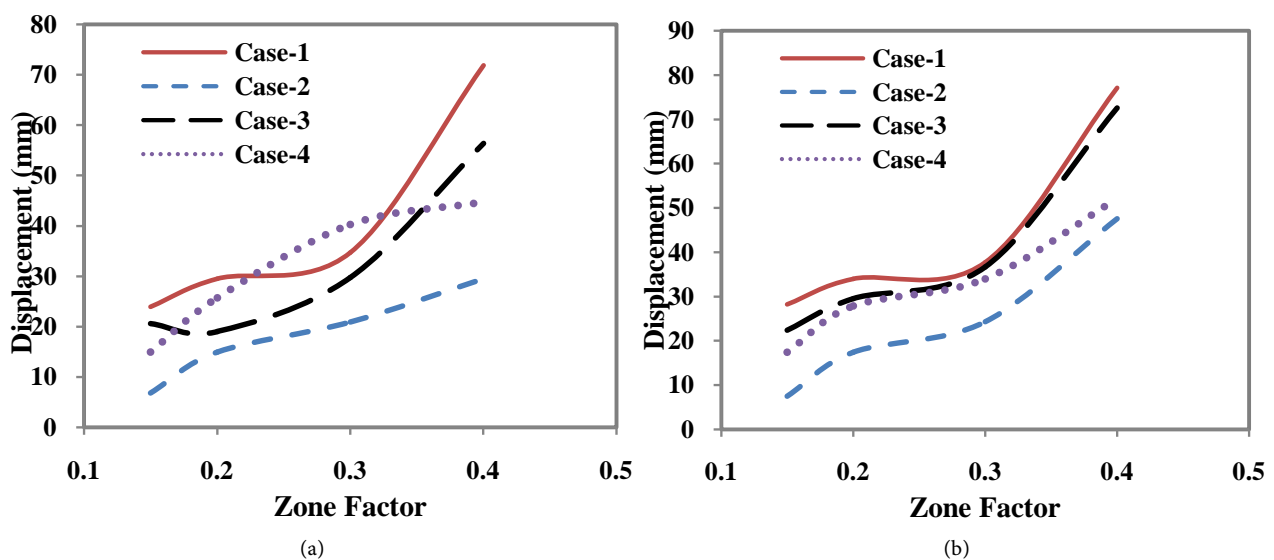 80
70
60
50
40
30
20
10
0
Displacement (mm)
Case-1
Case-2
Case-3
Case-4
0.1 0.2 0.3 0.4 0.5
Zone Factor
(a)
90
80
70
60
50
40
30
20
10
0
Displacement (mm)
Case-1
Case-2
Case-3
Case-4
0.1 0.2 0.3 0.4 0.5
Zone Factor
(b)